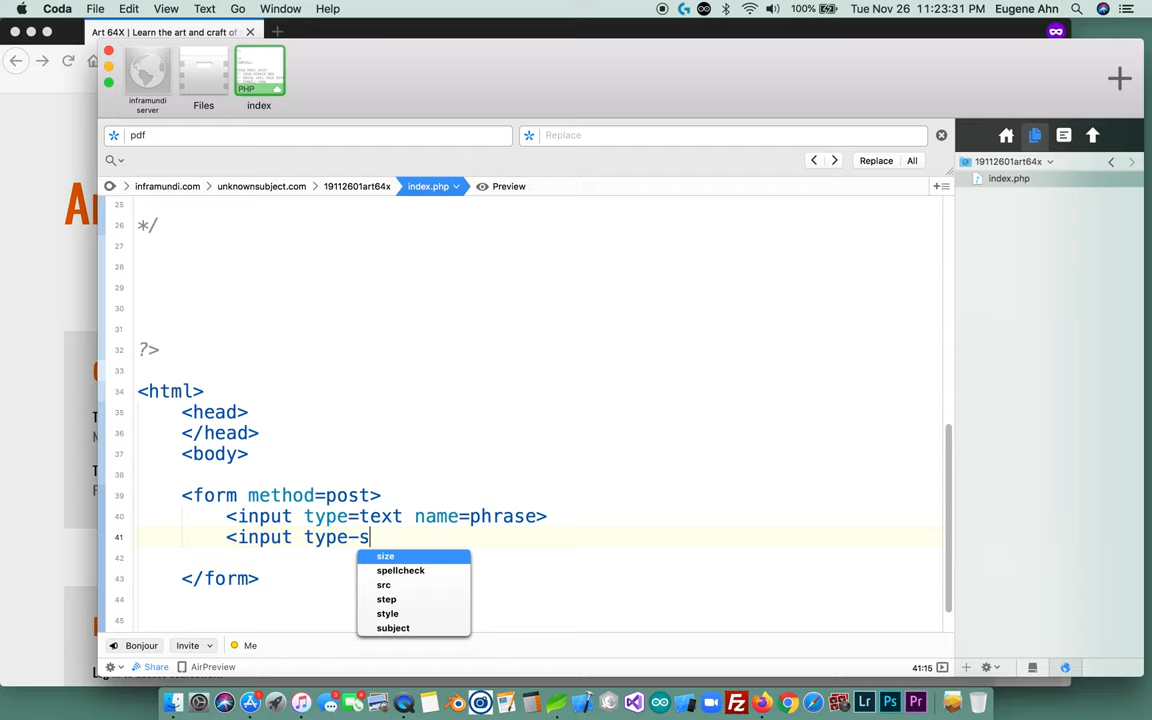 Coda File Edit View Text Go Window Help 100% Tue Nov 26 11:23:31 PM Eugene Ahn
Art 64X | Learn the art and craft of
inframundi server
PHP
Files
index
pdf
Replace
Replace All
inframundi.com unknownsubject.com 19112601art64x index.php Preview
19112601art64x
index.php
25
26 */
27
28
29
30
31
32 ?>
33
34 <html>
35 <head>
36 </head>
37 <body>
38
39 <form method=post>
40 <input type=text name=phrase>
41 <input type-s
42
43 </form>
44
45
size
spellcheck
src
step
style
subject
Bonjour Invite Me
Share AirPreview 41:15
Lr Ps Pr